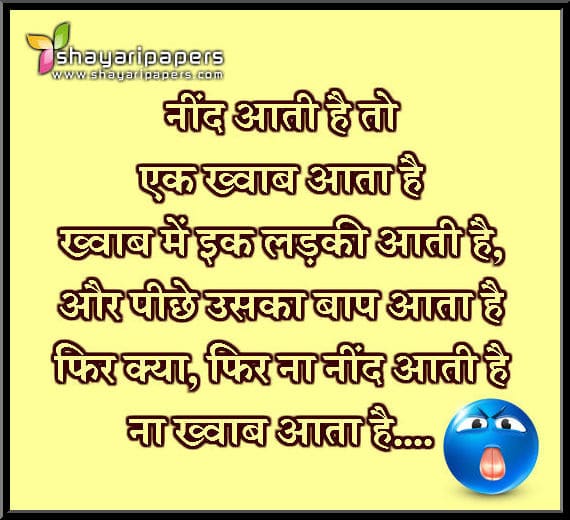 shayaripapers
www.shayaripapers.com
नींद आती है तो
एक ख्वाब आता है
ख्वाब में इक लड़की आती है,
और पीछे उसका बाप आता है
फिर क्या, फिर ना नींद आती है
ना ख्वाब आता है....